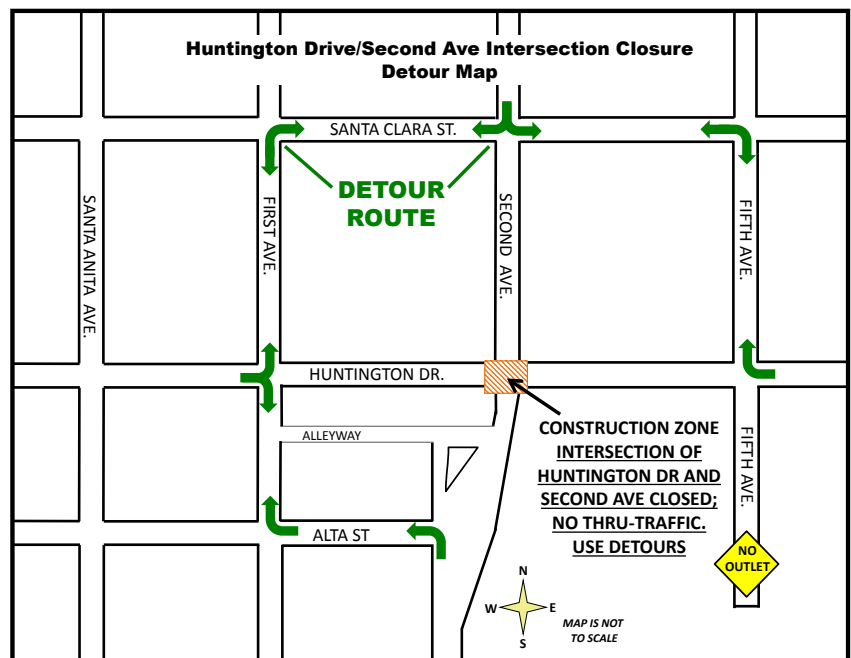 Huntington Drive/Second Ave Intersection Closure
Detour Map
SANTA CLARA ST.
DETOUR
ROUTE
SANTA ANITA AVE.
FIRST AVE.
SECOND AVE.
FIFTH AVE.
HUNTINGTON DR.
ALLEYWAY
CONSTRUCTION ZONE
INTERSECTION OF
HUNTINGTON DR AND
SECOND AVE CLOSED;
NO THRU-TRAFFIC.
USE DETOURS
FIFTH AVE.
ALTA ST
NO
OUTLET
N
W
E
S
MAP IS NOT
TO SCALE